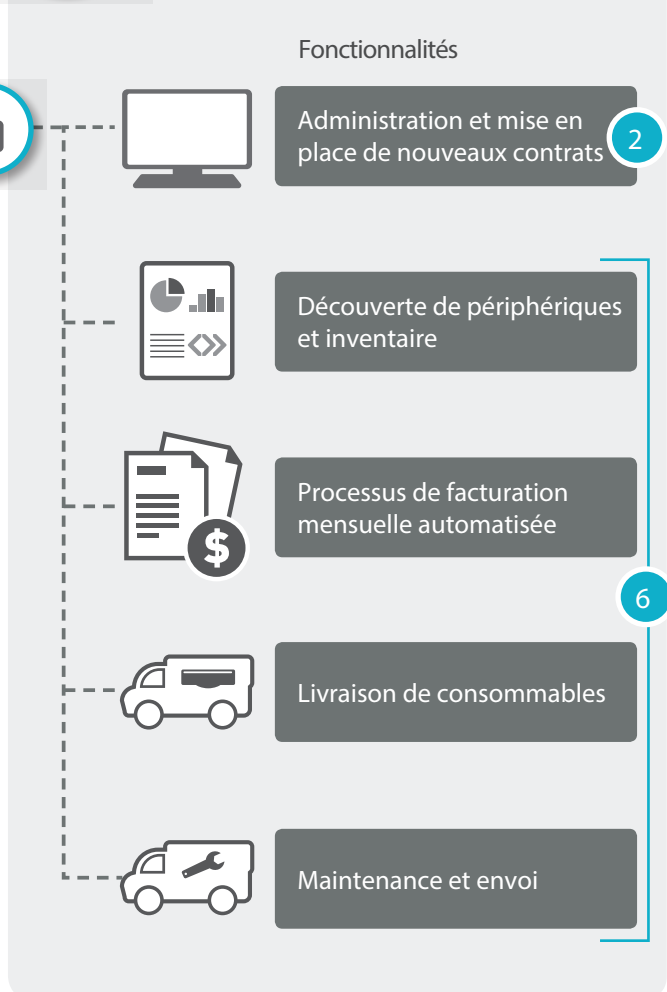 Fonctionnalités
Administration et mise en
place de nouveaux contrats
2
Découverte de périphériques
et inventaire
Processus de facturation
mensuelle automatisée
$
6
Livraison de consommables
Maintenance et envoi